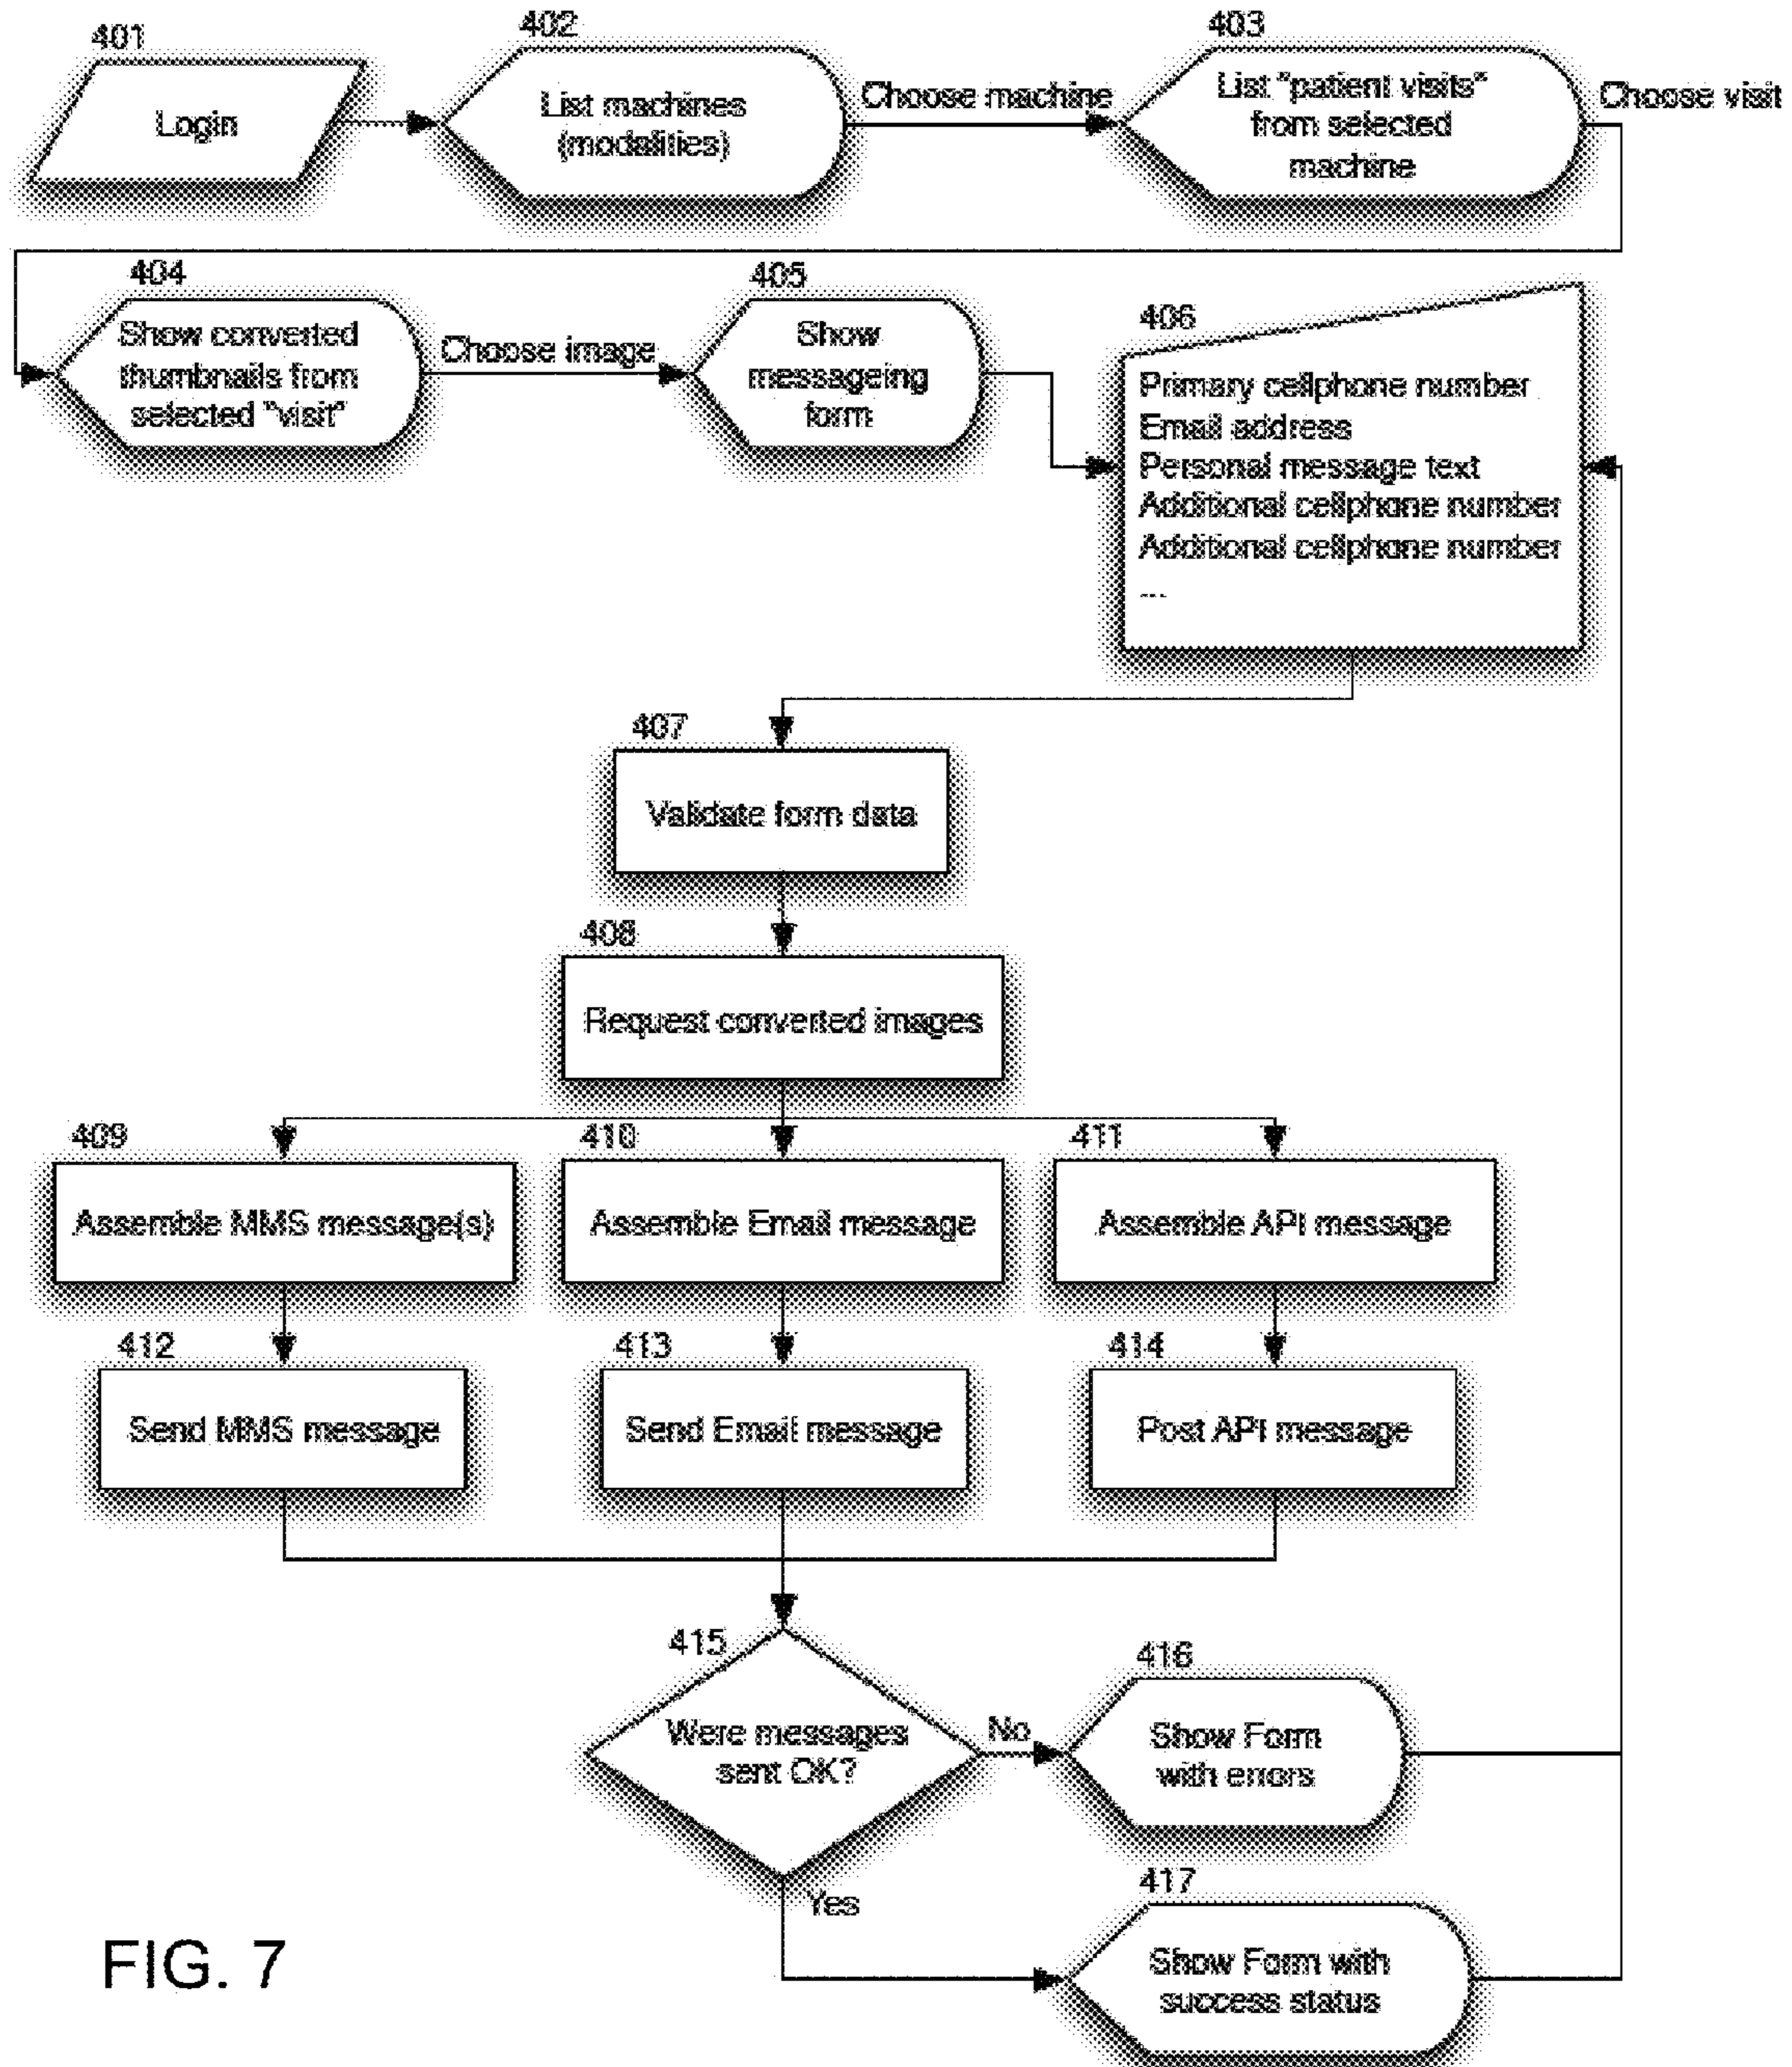 401
Login
402
List machines
(modalities)
Choose machine
403
List "patient visits"
from selected
machine
Choose visit
404
Show converted
thumbnails from
selected "visit"
Choose image
405
Show
messageing
form
406
Primary cellphone number
Email address
Personal message text
Additional cellphone number
Additional cellphone number
...
407
Validate form data
408
Request converted images
409
Assemble MMS message(s)
410
Assemble Email message
411
Assemble API message
412
Send MMS message
413
Send Email message
414
Post API message
415
Were messages
sent OK?
No
416
Show Form
with errors
Yes
417
Show Form with
success status
FIG. 7